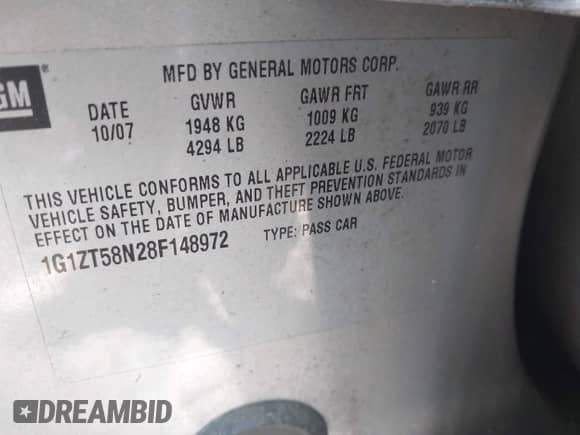 GM ®
MFD BY GENERAL MOTORS CORP.
DATE GVWR GAWR FRT GAWR RR
10/07 1948 KG 1009 KG 939 KG
4294 LB 2224 LB 2070 LB
THIS VEHICLE CONFORMS TO ALL APPLICABLE U.S. FEDERAL MOTOR
VEHICLE SAFETY, BUMPER, AND THEFT PREVENTION STANDARDS IN
EFFECT ON THE DATE OF MANUFACTURE SHOWN ABOVE.
1G1ZT58N28F148972 TYPE: PASS CAR
DREAMBID